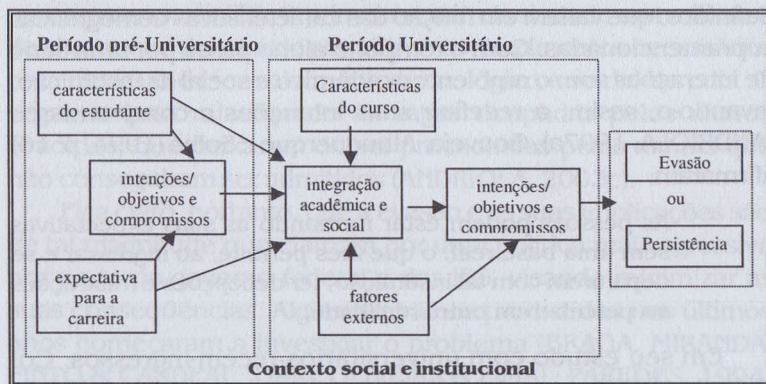 Período pré-Universitário
Período Universitário
características
do estudante
intenções/
objetivos e
compromissos
expectativa
para a
carreira
Características
do curso
integração
acadêmica e
social
intenções/
objetivos e
compromissos
fatores
externos
Evasão
ou
Persistência
Contexto social e institucional